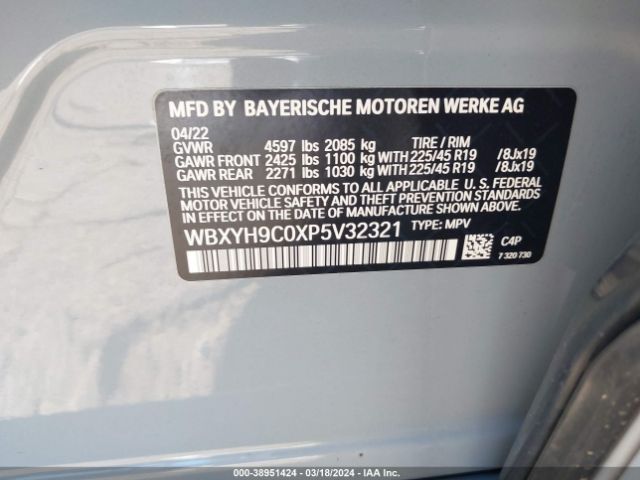 MFD BY BAYERISCHE MOTOREN WERKE AG
04/22
GVWR 4597 lbs 2085 kg TIRE / RIM
GAWR FRONT 2425 lbs 1100 kg WITH 225/45 R19 /8Jx19
GAWR REAR 2271 lbs 1030 kg WITH 225/45 R19 /8Jx19
THIS VEHICLE CONFORMS TO ALL APPLICABLE U. S. FEDERAL
MOTOR VEHICLE SAFETY AND THEFT PREVENTION STANDARDS
IN EFFECT ON THE DATE OF MANUFACTURE SHOWN ABOVE.
WBXYH9C0XP5V32321 TYPE: MPV
C4P
7 320 730
000-38951424 | 03/18/2024 | IAA Inc.